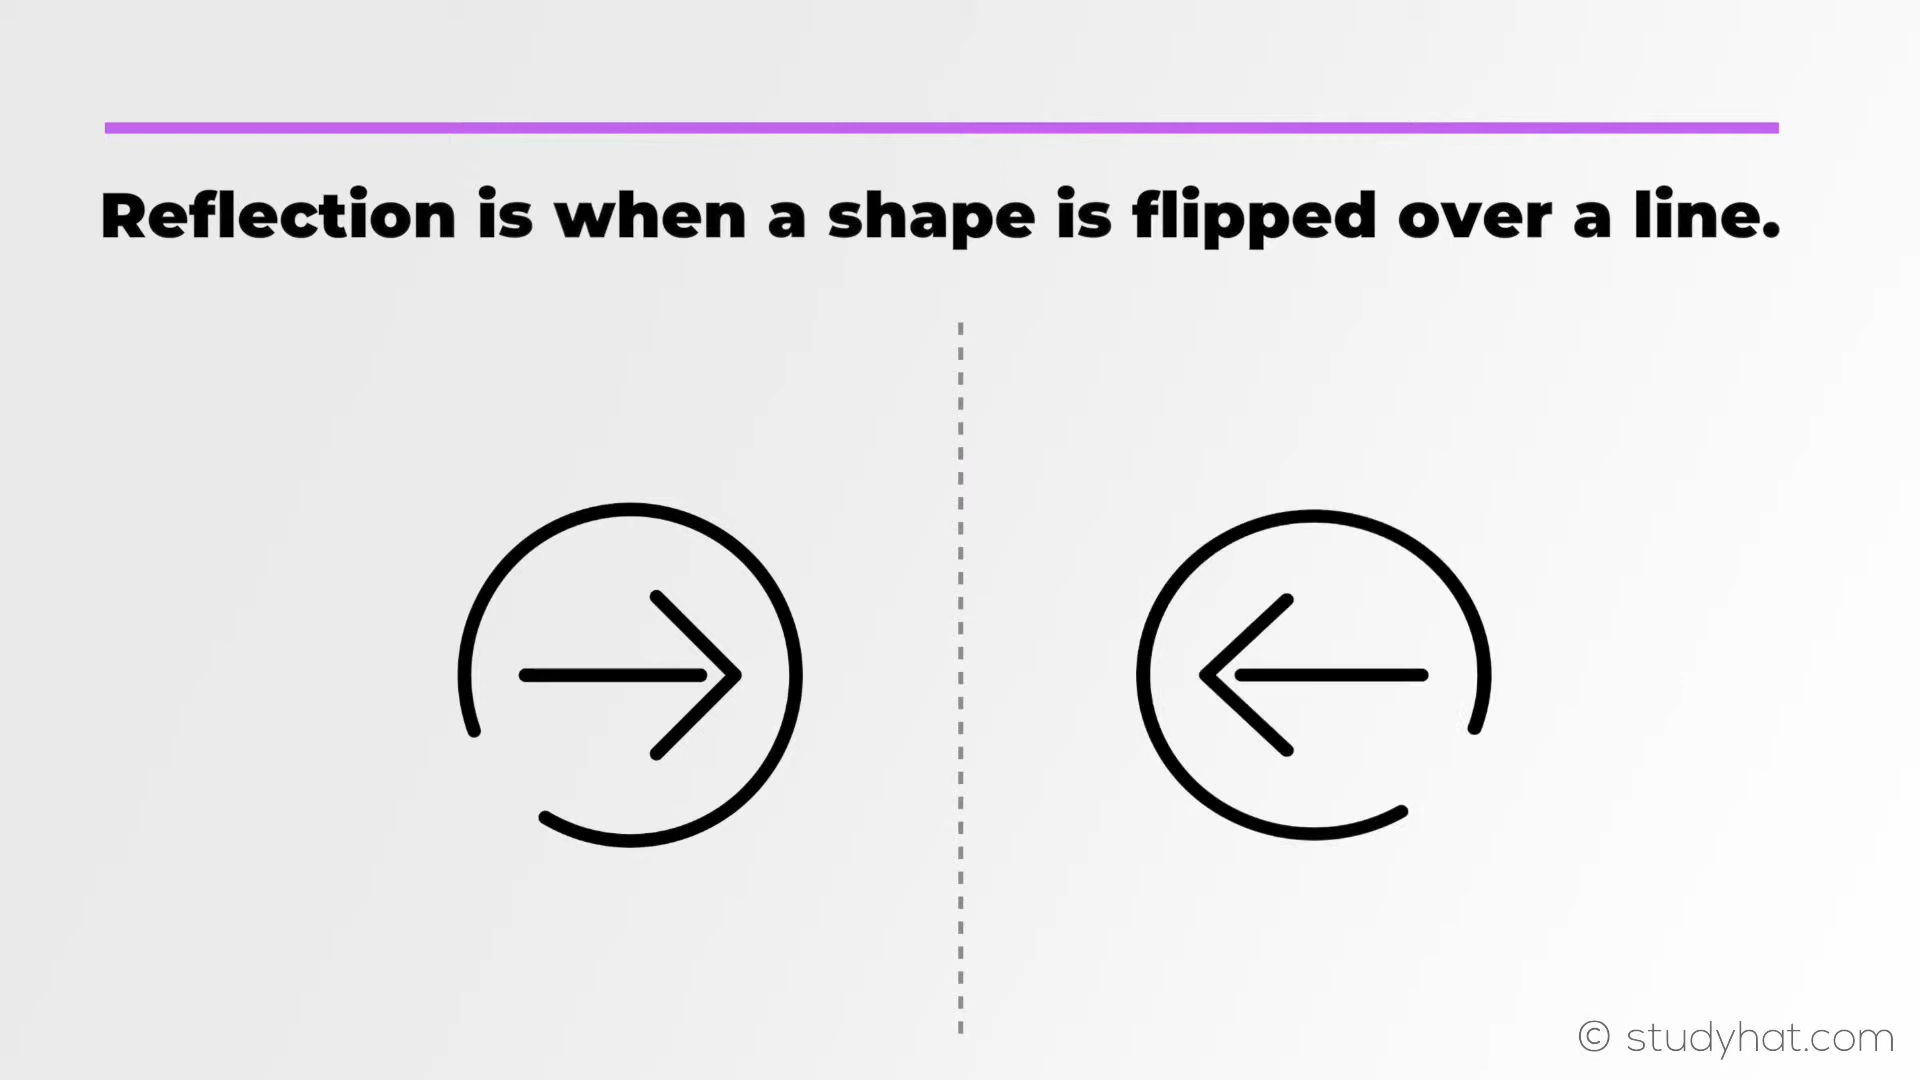 Reflection is when a shape is flipped over a line.
© studyhat.com